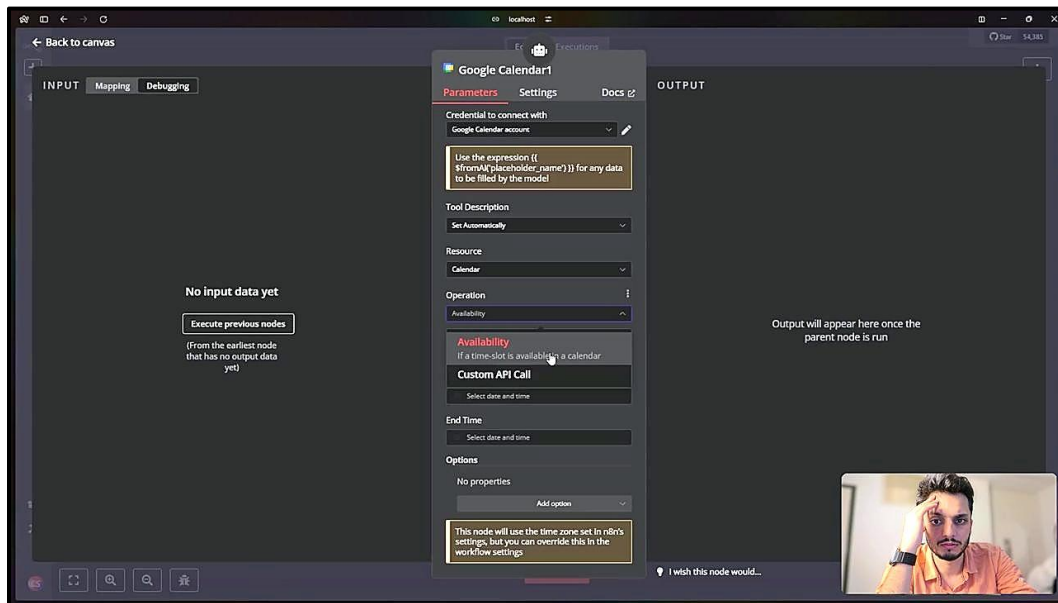 localhost
Back to canvas
Executions
Star 54,385
Google Calendar1
INPUT Mapping Debugging
Parameters Settings Docs
OUTPUT
Credential to connect with
Google Calendar account
Use the expression {{
$fromAI('placeholder_name') }} for any data
to be filled by the model
Tool Description
Set Automatically
Resource
Calendar
Operation
Availability
Availability
If a time-slot is available in a calendar
Custom API Call
Select date and time
End Time
Select date and time
Options
No properties
Add option
This node will use the time zone set in n8n's
settings, but you can override this in the
workflow settings
No input data yet
Execute previous nodes
(From the earliest node
that has no output data
yet)
Output will appear here once the
parent node is run
I wish this node would...